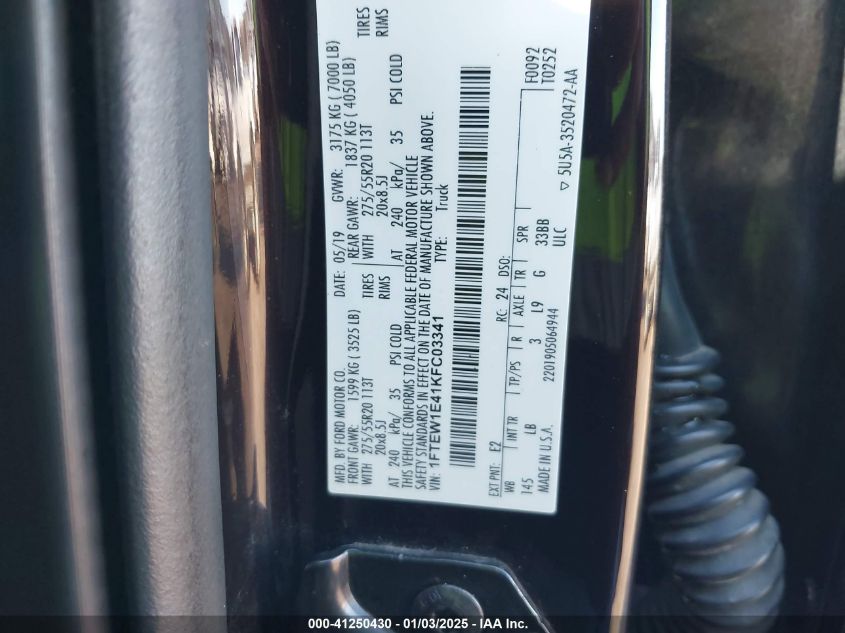 MFD. BY FORD MOTOR CO. DATE: 05/19 GVWR: 3175 KG ( 7000 LB)
FRONT GAWR: 1599 KG ( 3525 LB) REAR GAWR: 1837 KG ( 4050 LB)
WITH 275/55R20 113T TIRES WITH 275/55R20 113T TIRES
20x8.5J RIMS 20x8.5J RIMS
AT 240 kPa/ 35 PSI COLD AT 240 kPa/ 35 PSI COLD
THIS VEHICLE CONFORMS TO ALL APPLICABLE FEDERAL MOTOR VEHICLE
SAFETY STANDARDS IN EFFECT ON THE DATE OF MANUFACTURE SHOWN ABOVE.
VIN: 1FTEW1E41KFC03341 TYPE: Truck
F0092
T0252
EXT PNT: E2 RC: 24 DSO:
WB INT TR TP/PS R AXLE TR SPR
145 LB 3 L9 G 33BB
MADE IN U.S.A. 2201905064944 ULC
▽ 5U5A-3520472-AA
000-41250430 - 01/03/2025 - IAA Inc.